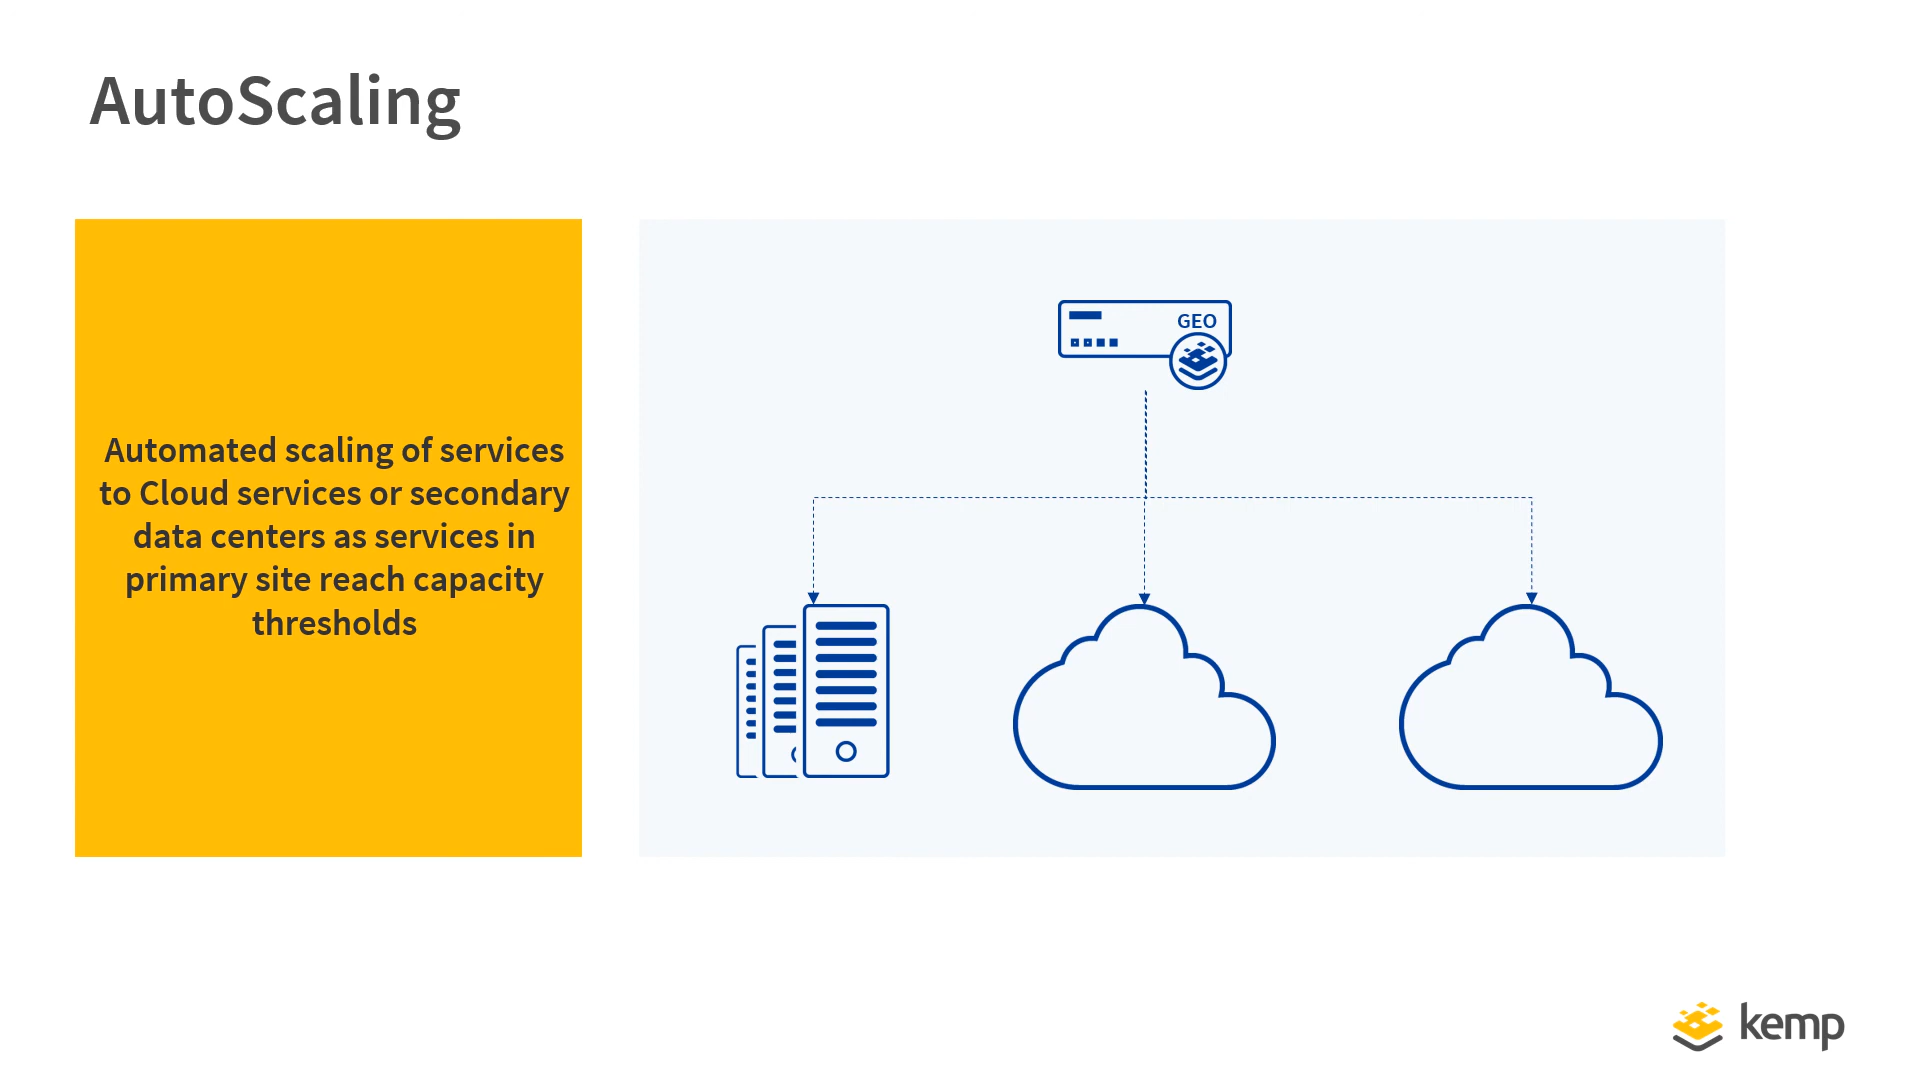 AutoScaling
Automated scaling of services
to Cloud services or secondary
data centers as services in
primary site reach capacity
thresholds
GEO
kemp